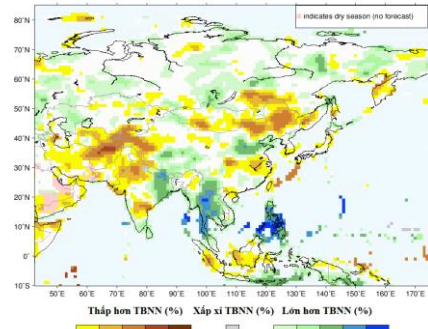 indicates dry season (no forecast)
80°N
70°N
60°N
50°N
40°N
30°N
20°N
10°N
0°
10°S
50°E 60°E 70°E 80°E 90°E 100°E 110°E 120°E 130°E 140°E 150°E 160°E 170°E
Thấp hơn TBNN (%) Xấp xỉ TBNN (%) Lớn hơn TBNN (%)